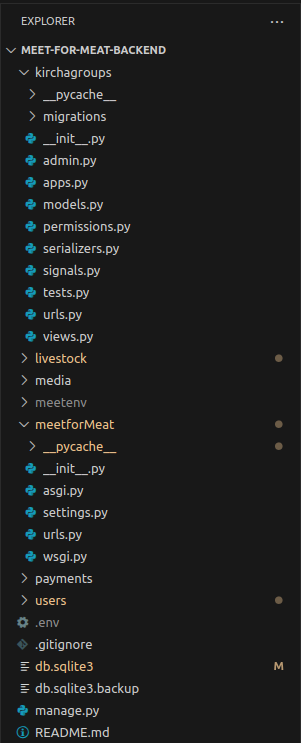 EXPLORER ...
MEET-FOR-MEAT-BACKEND
kirchagroups
__pycache__
migrations
__init__.py
admin.py
apps.py
models.py
permissions.py
serializers.py
signals.py
tests.py
urls.py
views.py
livestock
media
meetenv
meetforMeat
__pycache__
__init__.py
asgi.py
settings.py
urls.py
wsgi.py
payments
users
.env
.gitignore
db.sqlite3 M
db.sqlite3.backup
manage.py
README.md